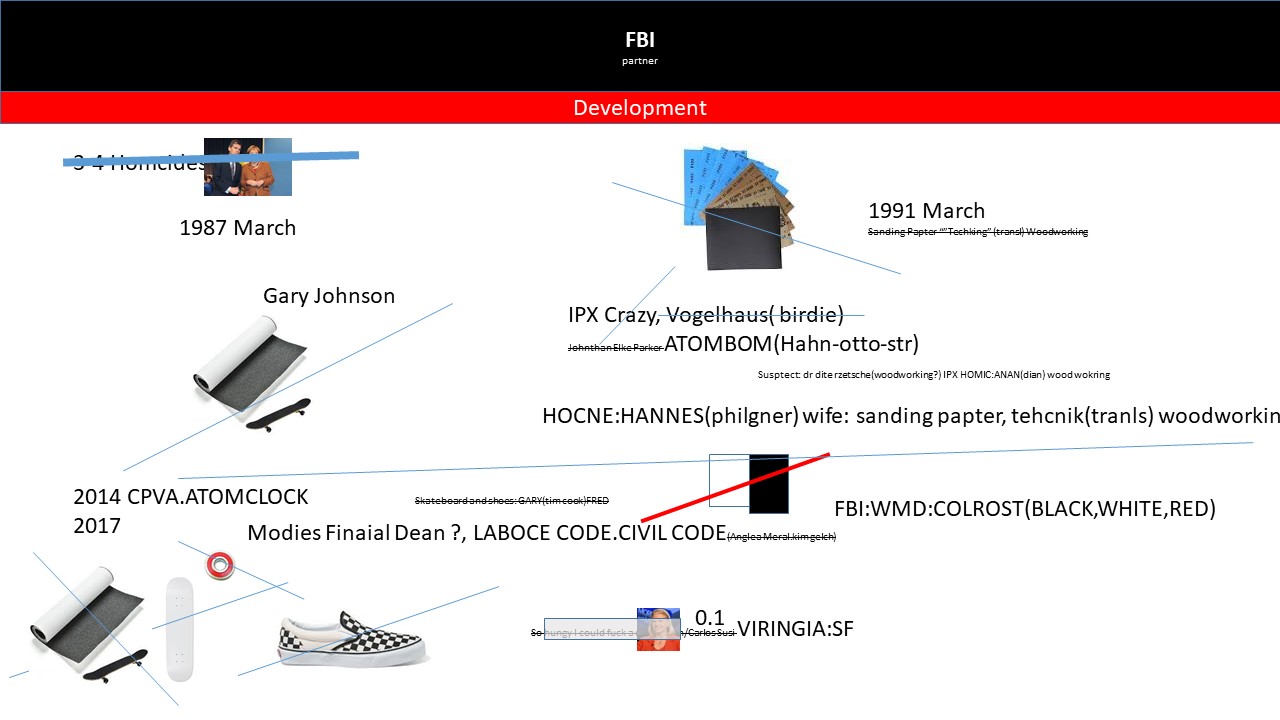 FBI
partner
Development
3-4 Homicides
1987 March
1991 March
Sanding Papter “”Techking” (transl) Woodworking
Gary Johnson
IPX Crazy, Vogelhaus( birdie)
Johnthan Elke Parker ATOMBOM(Hahn-otto-str)
Susptect: dr dite rzetsche(woodworking?) IPX HOMIC:ANAN(dian) wood wokring
HOCNE:HANNES(philgner) wife: sanding papter, tehcnik(tranls) woodworkin
2014 CPVA.ATOMCLOCK
2017
Skateboard and shoes: GARY(tim cook)FRED
FBI:WMD:COLROST(BLACK,WHITE,RED)
Modies Finaial Dean ?, LABOCE CODE.CIVIL CODE(Anglea Meral.kim gelch)
0.1
So hungy I could fuck a /Carlos Susi VIRINGIA:SF